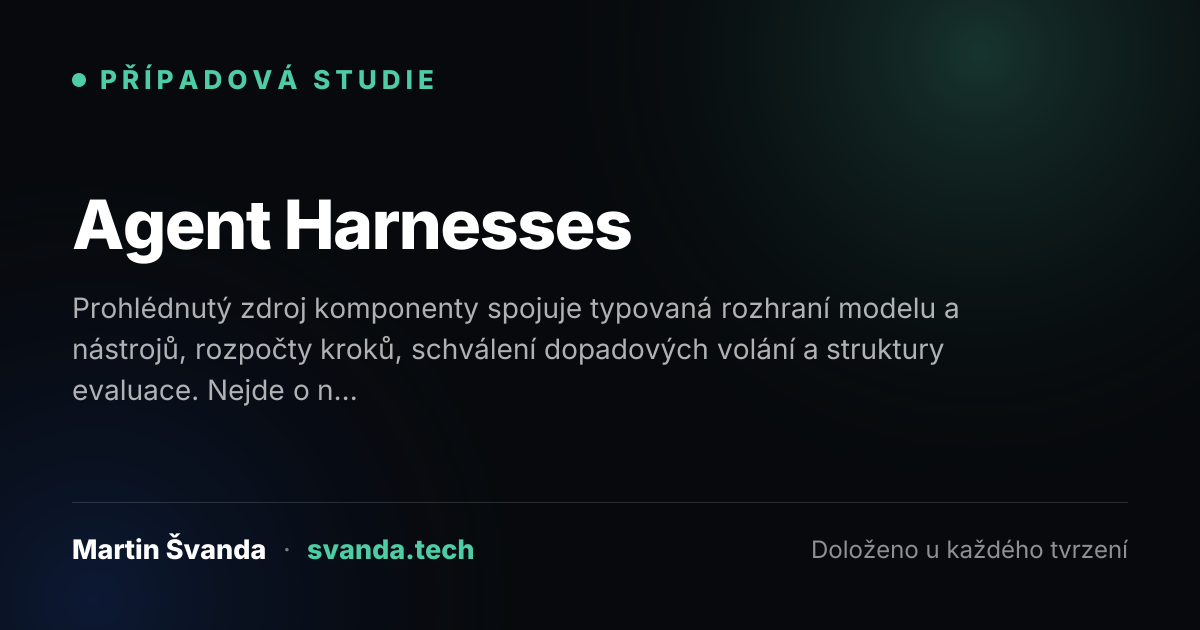 PŘÍPADOVÁ STUDIE
Agent Harnesses
Prohlédnutý zdroj komponenty spojuje typovaná rozhraní modelu a
nástrojů, rozpočty kroků, schválení dopadových volání a struktury
evaluace. Nejde o n…
Martin Švanda · svanda.tech
Doloženo u každého tvrzení